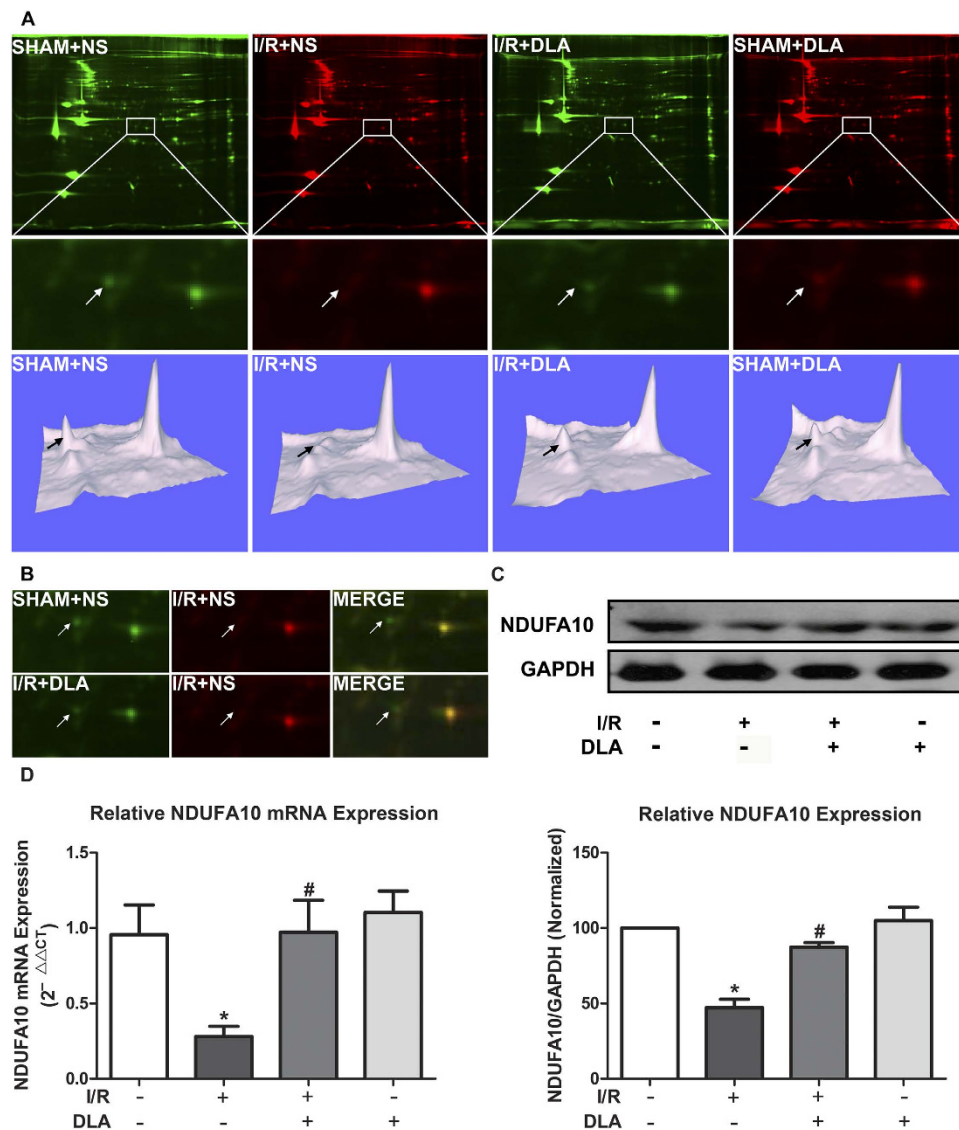 A
SHAM+NS I/R+NS I/R+DLA SHAM+DLA
SHAM+NS I/R+NS I/R+DLA SHAM+DLA
B
SHAM+NS I/R+NS MERGE
I/R+DLA I/R+NS MERGE
C
NDUFA10
GAPDH
I/R - + + -
DLA - - + +
D
Relative NDUFA10 mRNA Expression
NDUFA10 mRNA Expression
(2⁻ △△CT)
1.5
1.0
0.5
0.0
* #
I/R - + + -
DLA - - + +
Relative NDUFA10 Expression
NDUFA10/GAPDH (Normalized)
150
100
50
0
* #
I/R - + + -
DLA - - + +